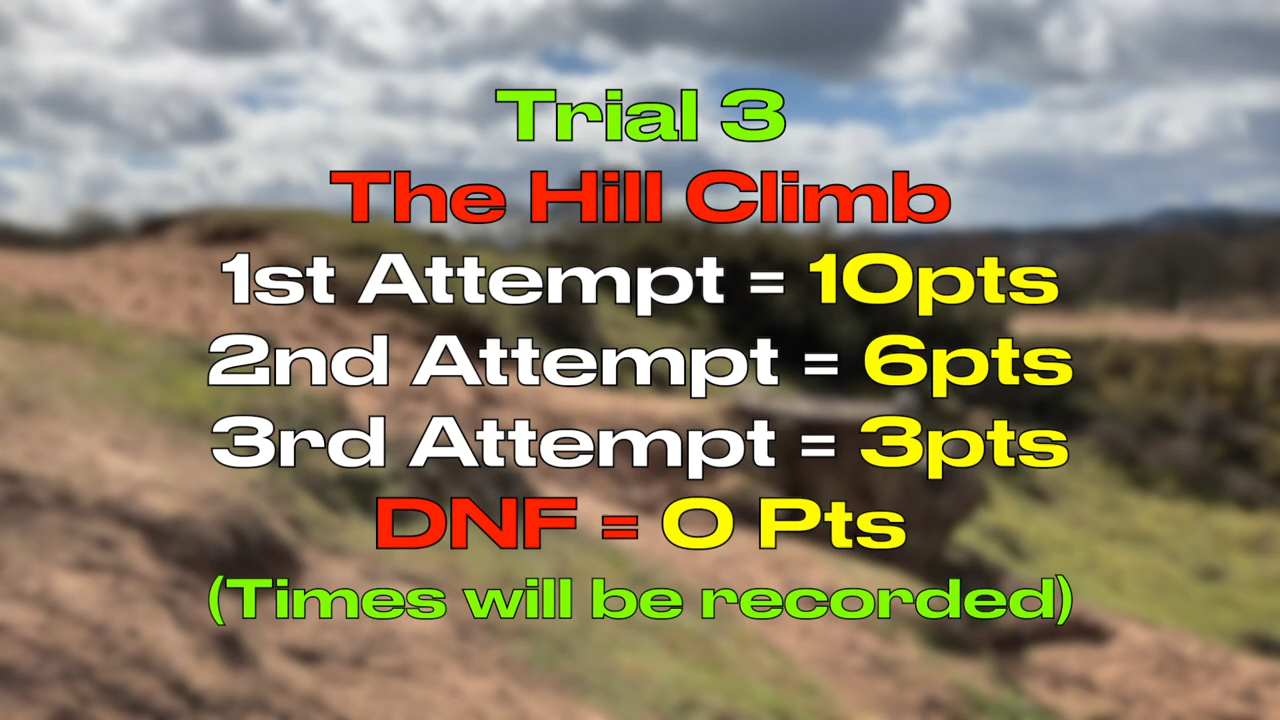 Trial 3
The Hill Climb
1st Attempt = 10pts
2nd Attempt = 6pts
3rd Attempt = 3pts
DNF = 0 Pts
(Times will be recorded)